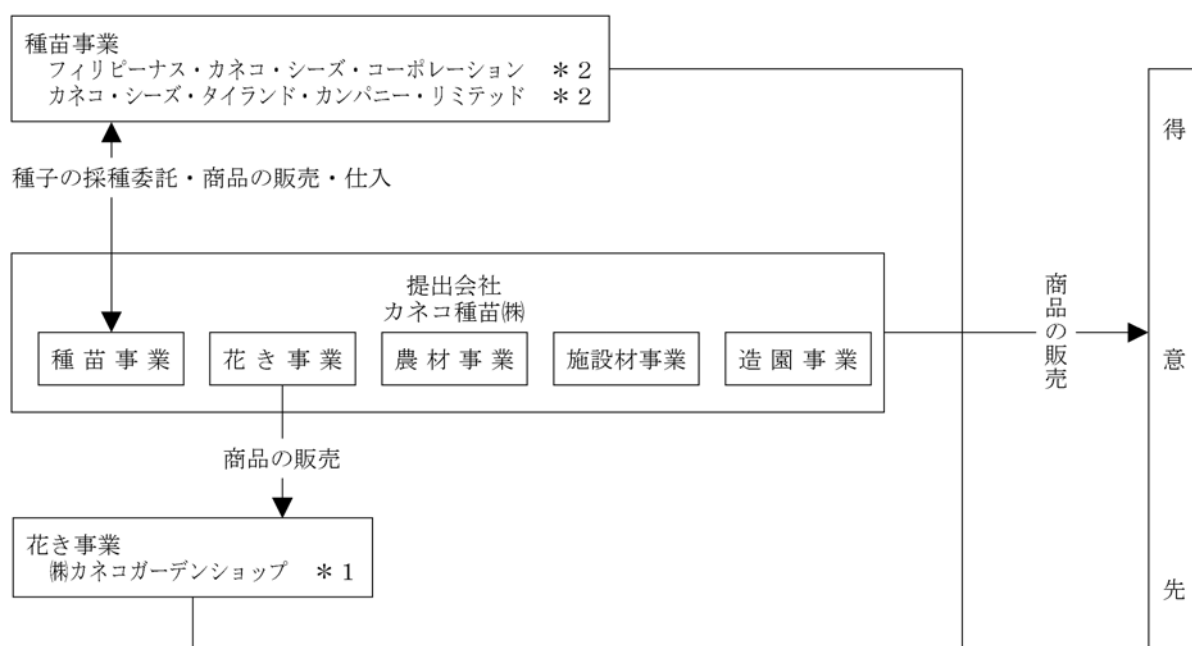 種苗事業
フィリピーナス・カネコ・シーズ・コーポレーション ＊2
カネコ・シーズ・タイランド・カンパニー・リミテッド ＊2
種子の採種委託・商品の販売・仕入
提出会社
カネコ種苗㈱
種苗事業
花き事業
農材事業
施設材事業
造園事業
商品の販売
商品の販売
花き事業
㈱カネコガーデンショップ ＊1
得意先